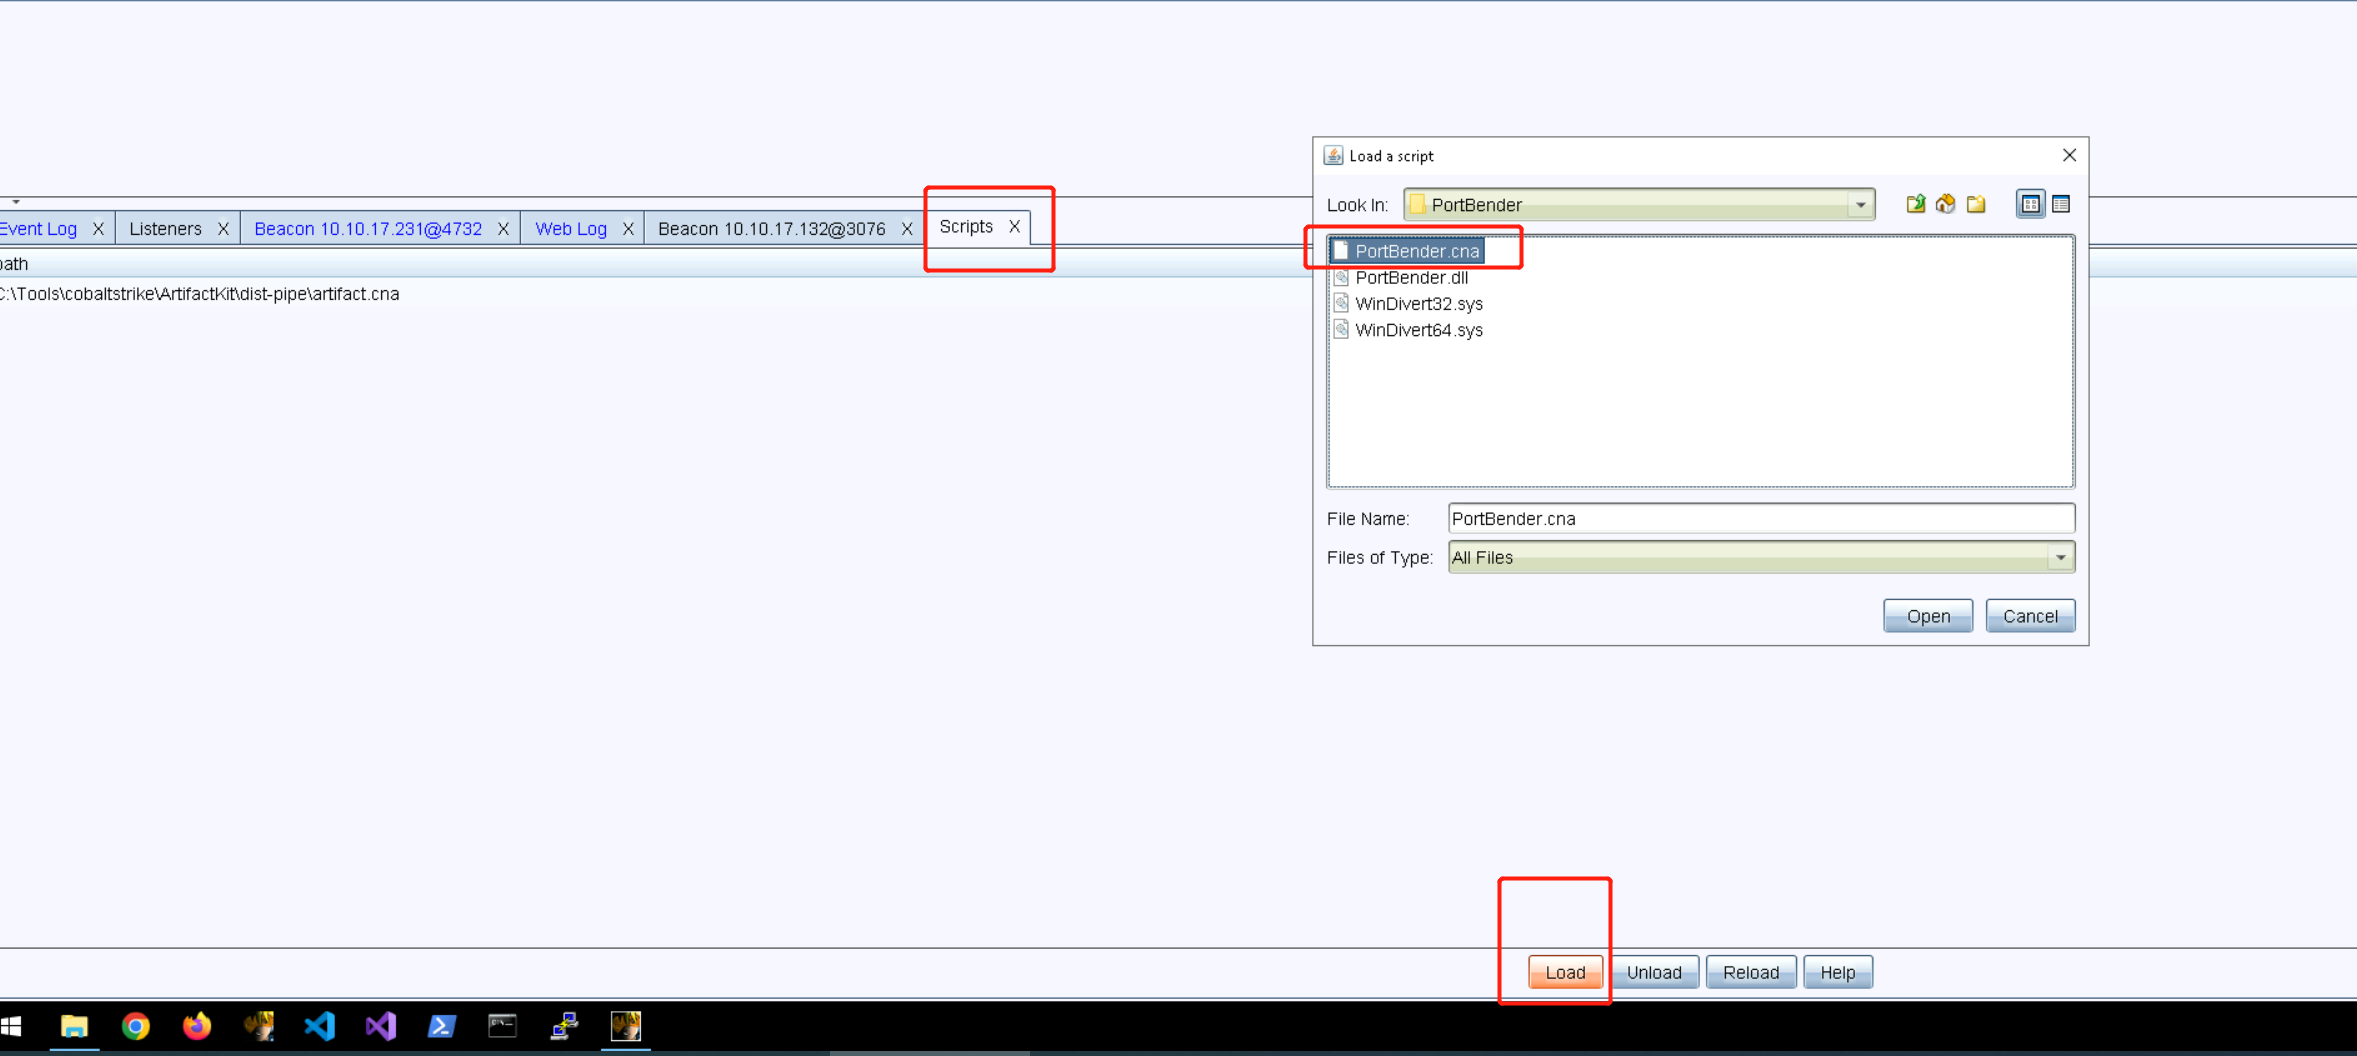 Load a script
Look In: PortBender
Event Log X Listeners X Beacon 10.10.17.231@4732 X Web Log X Beacon 10.10.17.132@3076 X Scripts X
PortBender.cna
path
PortBender.dll
C:\Tools\cobaltstrike\ArtifactKit\dist-pipe\artifact.cna
WinDivert32.sys
WinDivert64.sys
File Name: PortBender.cna
Files of Type: All Files
Open Cancel
Load Unload Reload Help